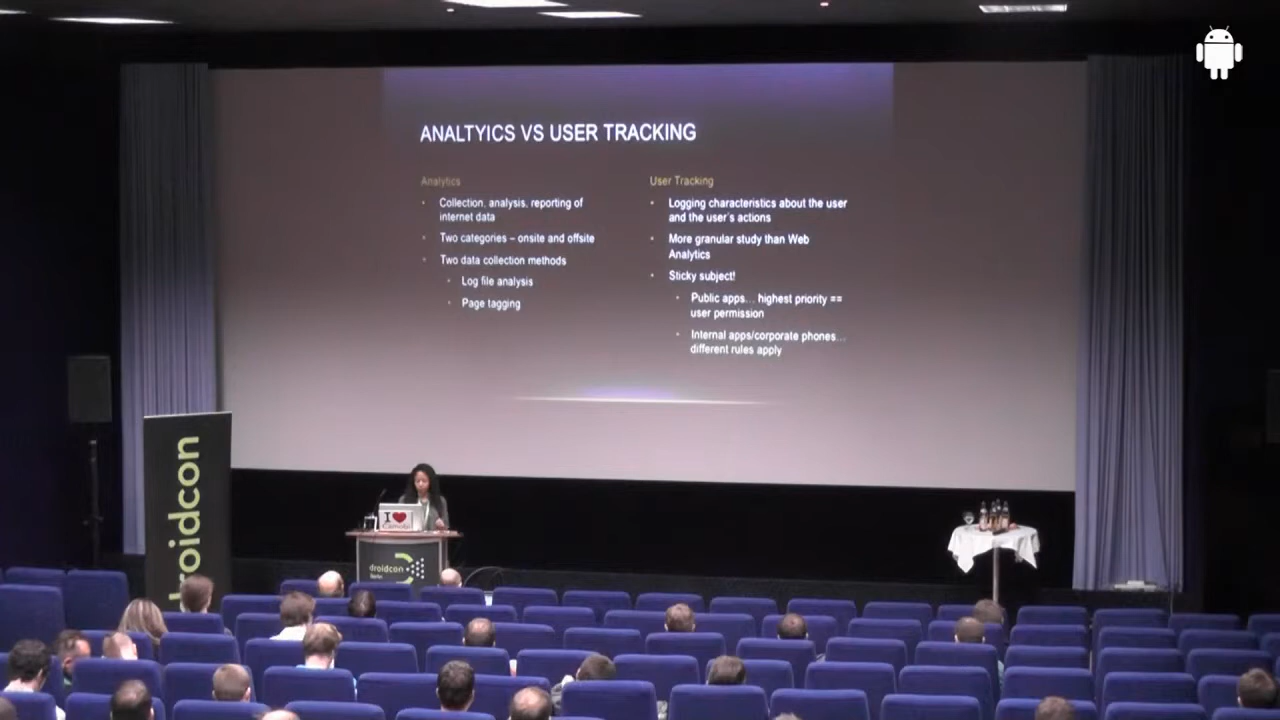 ANALTYICS VS USER TRACKING
Analytics
Collection, analysis, reporting of
internet data
Two categories – onsite and offsite
Two data collection methods
Log file analysis
Page tagging
User Tracking
Logging characteristics about the user
and the user's actions
More granular study than Web
Analytics
Sticky subject!
Public apps... highest priority ==
user permission
Internal apps/corporate phones...
different rules apply
droidcon
I ❤
droidcon